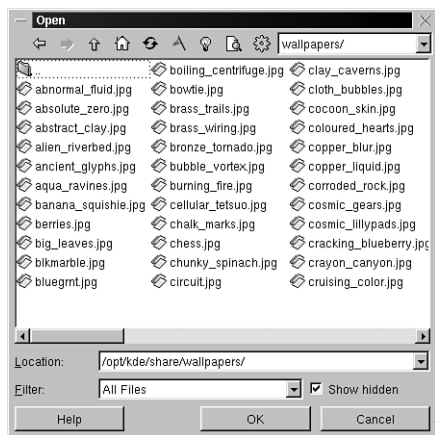 Open
wallpapers/
..
abnormal_fluid.jpg
absolute_zero.jpg
abstract_clay.jpg
alien_riverbed.jpg
ancient_glyphs.jpg
aqua_ravines.jpg
banana_squishie.jpg
berries.jpg
big_leaves.jpg
blkmarble.jpg
bluegrnt.jpg
boiling_centrifuge.jpg
bowtie.jpg
brass_trails.jpg
brass_wiring.jpg
bronze_tornado.jpg
bubble_vortex.jpg
burning_fire.jpg
cellular_tetsuo.jpg
chalk_marks.jpg
chess.jpg
chunky_spinach.jpg
circuit.jpg
clay_caverns.jpg
cloth_bubbles.jpg
cocoon_skin.jpg
coloured_hearts.jpg
copper_blur.jpg
copper_liquid.jpg
corroded_rock.jpg
cosmic_gears.jpg
cosmic_lillypads.jpg
cracking_blueberry.jpg
crayon_canyon.jpg
cruising_color.jpg
Location: /opt/kde/share/wallpapers/
Filter: All Files Show hidden
Help OK Cancel